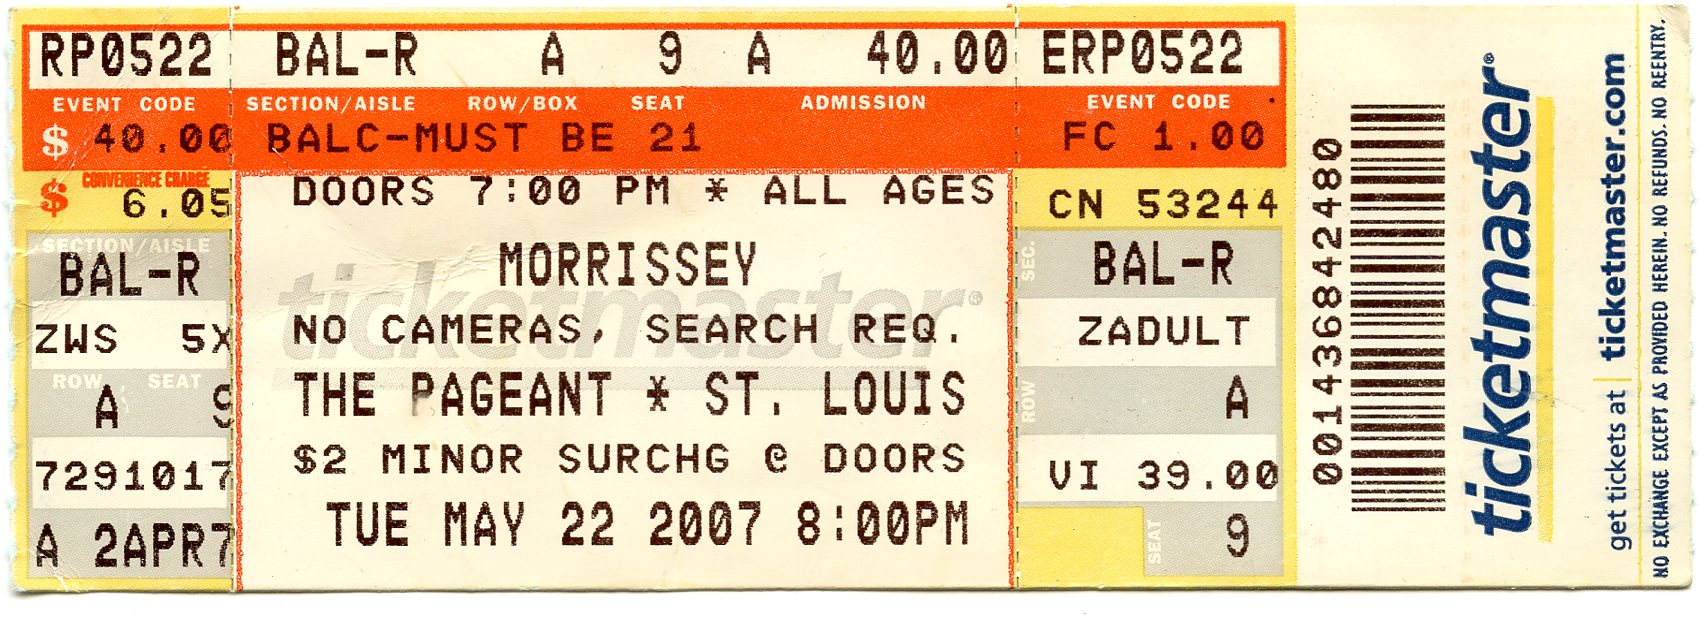 RP0522 BAL-R A 9 A 40.00 ERP0522
EVENT CODE SECTION/AISLE ROW/BOX SEAT ADMISSION EVENT CODE
$ 40.00 BALC-MUST BE 21 FC 1.00
CONVENIENCE CHARGE
$ 6.05
SECTION/AISLE
BAL-R
ZWS 5X
ROW SEAT
A 9
7291017
A 2APR7
DOORS 7:00 PM * ALL AGES
MORRISSEY
ticketmaster®
NO CAMERAS, SEARCH REQ.
THE PAGEANT * ST. LOUIS
$2 MINOR SURCHG @ DOORS
TUE MAY 22 2007 8:00PM
CN 53244
SEC.
BAL-R
ZADULT
ROW
A
VI 39.00
SEAT
9
001436842480
ticketmaster®
get tickets at | ticketmaster.com
NO EXCHANGE EXCEPT AS PROVIDED HEREIN. NO REFUNDS. NO REENTRY.